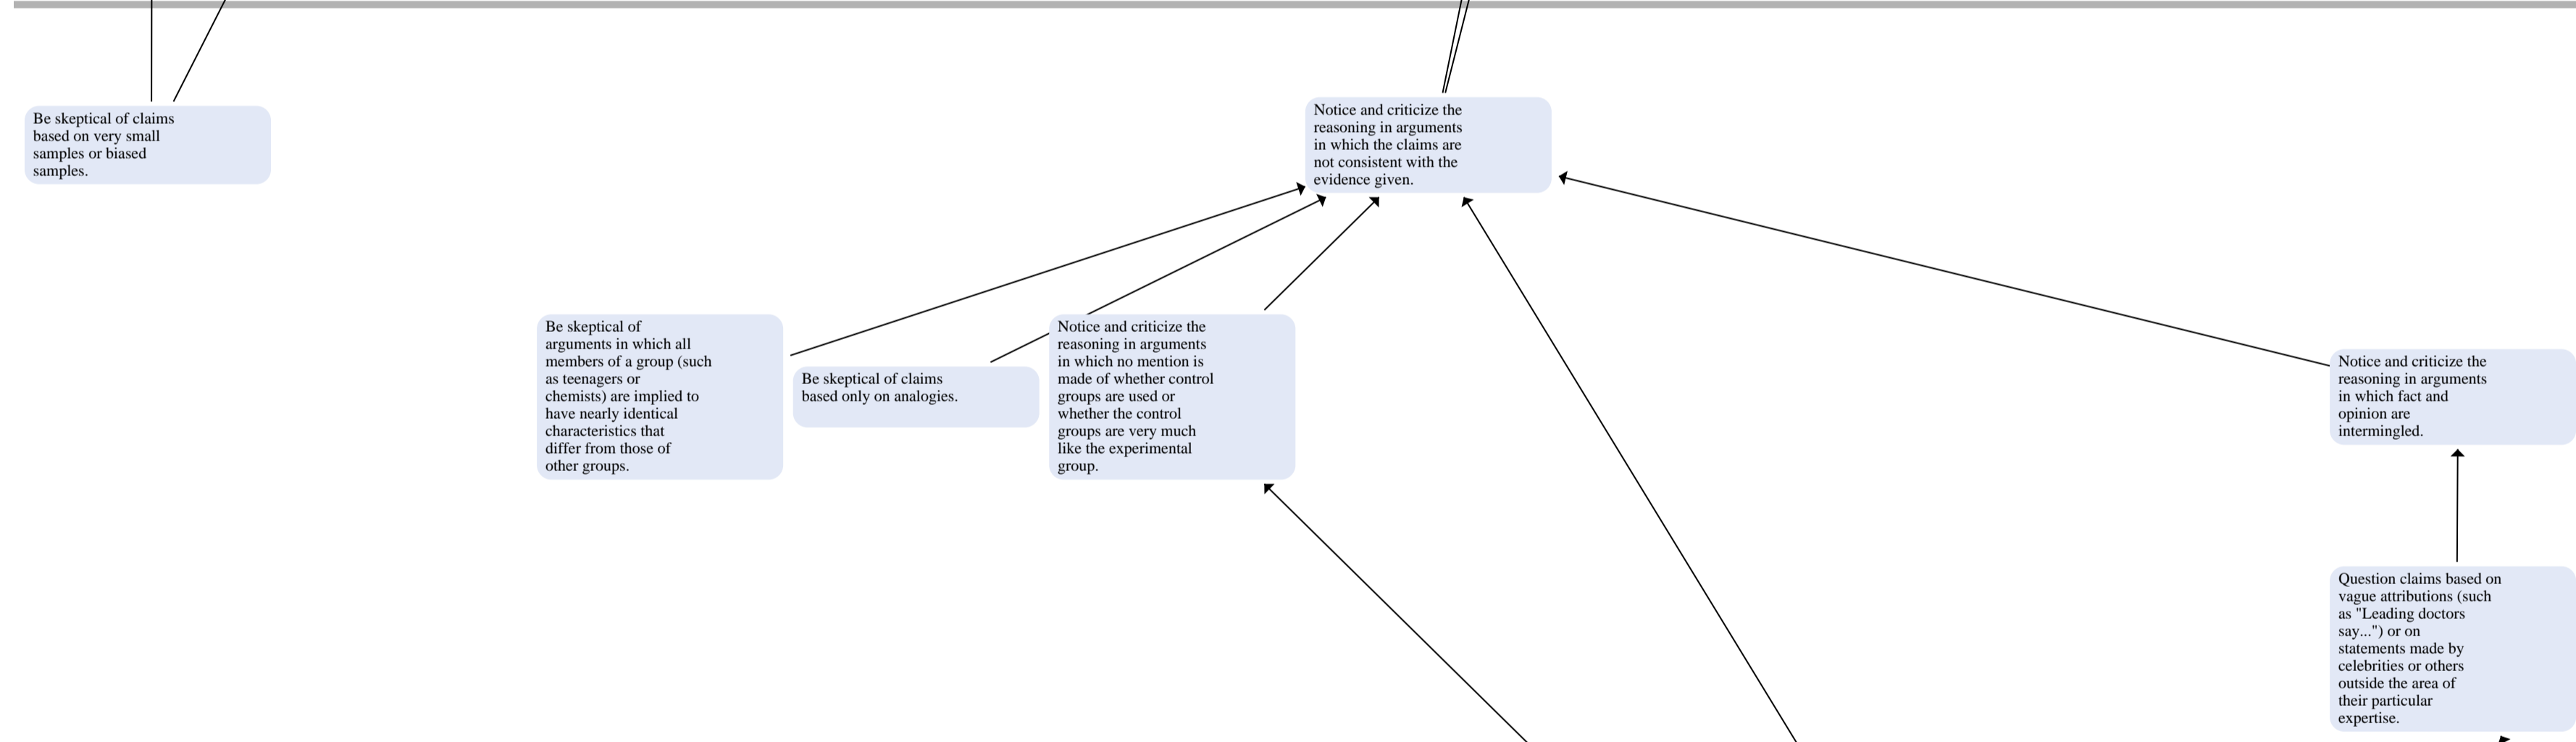 Be skeptical of claims
based on very small
samples or biased
samples.
Notice and criticize the
reasoning in arguments
in which the claims are
not consistent with the
evidence given.
Be skeptical of
arguments in which all
members of a group (such
as teenagers or
chemists) are implied to
have nearly identical
characteristics that
differ from those of
other groups.
Be skeptical of claims
based only on analogies.
Notice and criticize the
reasoning in arguments
in which no mention is
made of whether control
groups are used or
whether the control
groups are very much
like the experimental
group.
Notice and criticize the
reasoning in arguments
in which fact and
opinion are
intermingled.
Question claims based on
vague attributions (such
as "Leading doctors
say...") or on
statements made by
celebrities or others
outside the area of
their particular
expertise.